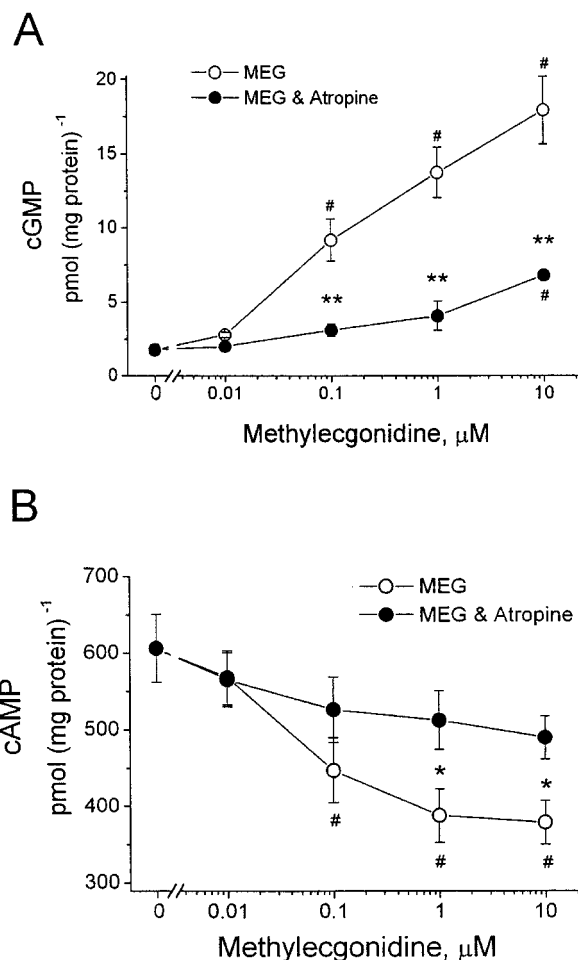 A
MEG
MEG & Atropine
cGMP
pmol (mg protein) -1
20
15
10
5
0
#
#
#
**
**
**
#
0 0.01 0.1 1 10
Methylecgonidine, µM
B
MEG
MEG & Atropine
cAMP
pmol (mg protein) -1
700
600
500
400
300
*
*
#
#
#
0 0.01 0.1 1 10
Methylecgonidine, µM